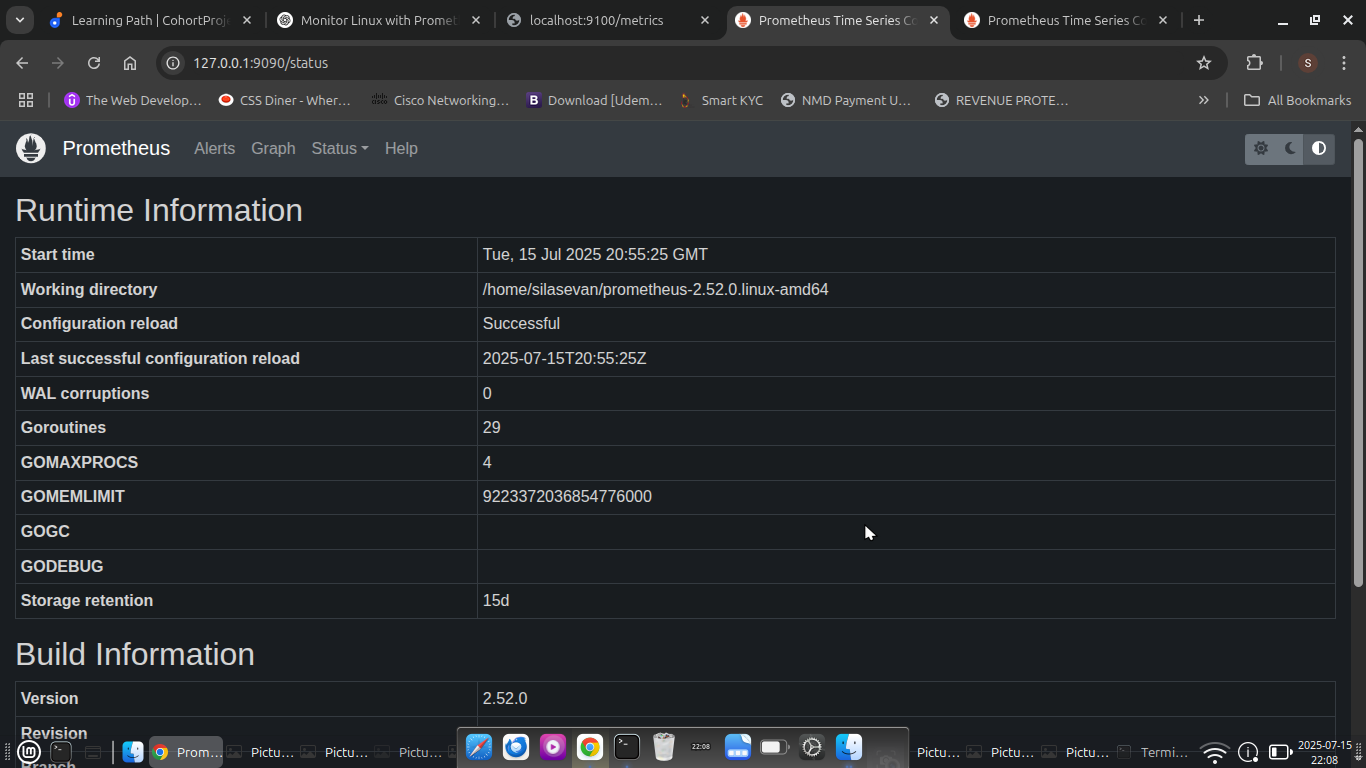 Learning Path | CohortProje
Monitor Linux with Promet
localhost:9100/metrics
Prometheus Time Series Co
Prometheus Time Series Co
127.0.0.1:9090/status
S
The Web Develop...
CSS Diner - Wher...
Cisco Networking...
B Download [Udem...
Smart KYC
NMD Payment U...
REVENUE PROTE...
All Bookmarks
Prometheus Alerts Graph Status Help
Runtime Information
Start time Tue, 15 Jul 2025 20:55:25 GMT
Working directory /home/silasevan/prometheus-2.52.0.linux-amd64
Configuration reload Successful
Last successful configuration reload 2025-07-15T20:55:25Z
WAL corruptions 0
Goroutines 29
GOMAXPROCS 4
GOMEMLIMIT 9223372036854776000
GOGC
GODEBUG
Storage retention 15d
Build Information
Version 2.52.0
Revision
Branch
Prom...
Pictu...
Pictu...
Pictu...
22:08
Pictu...
Pictu...
Pictu...
Termi...
2025-07-15
22:08